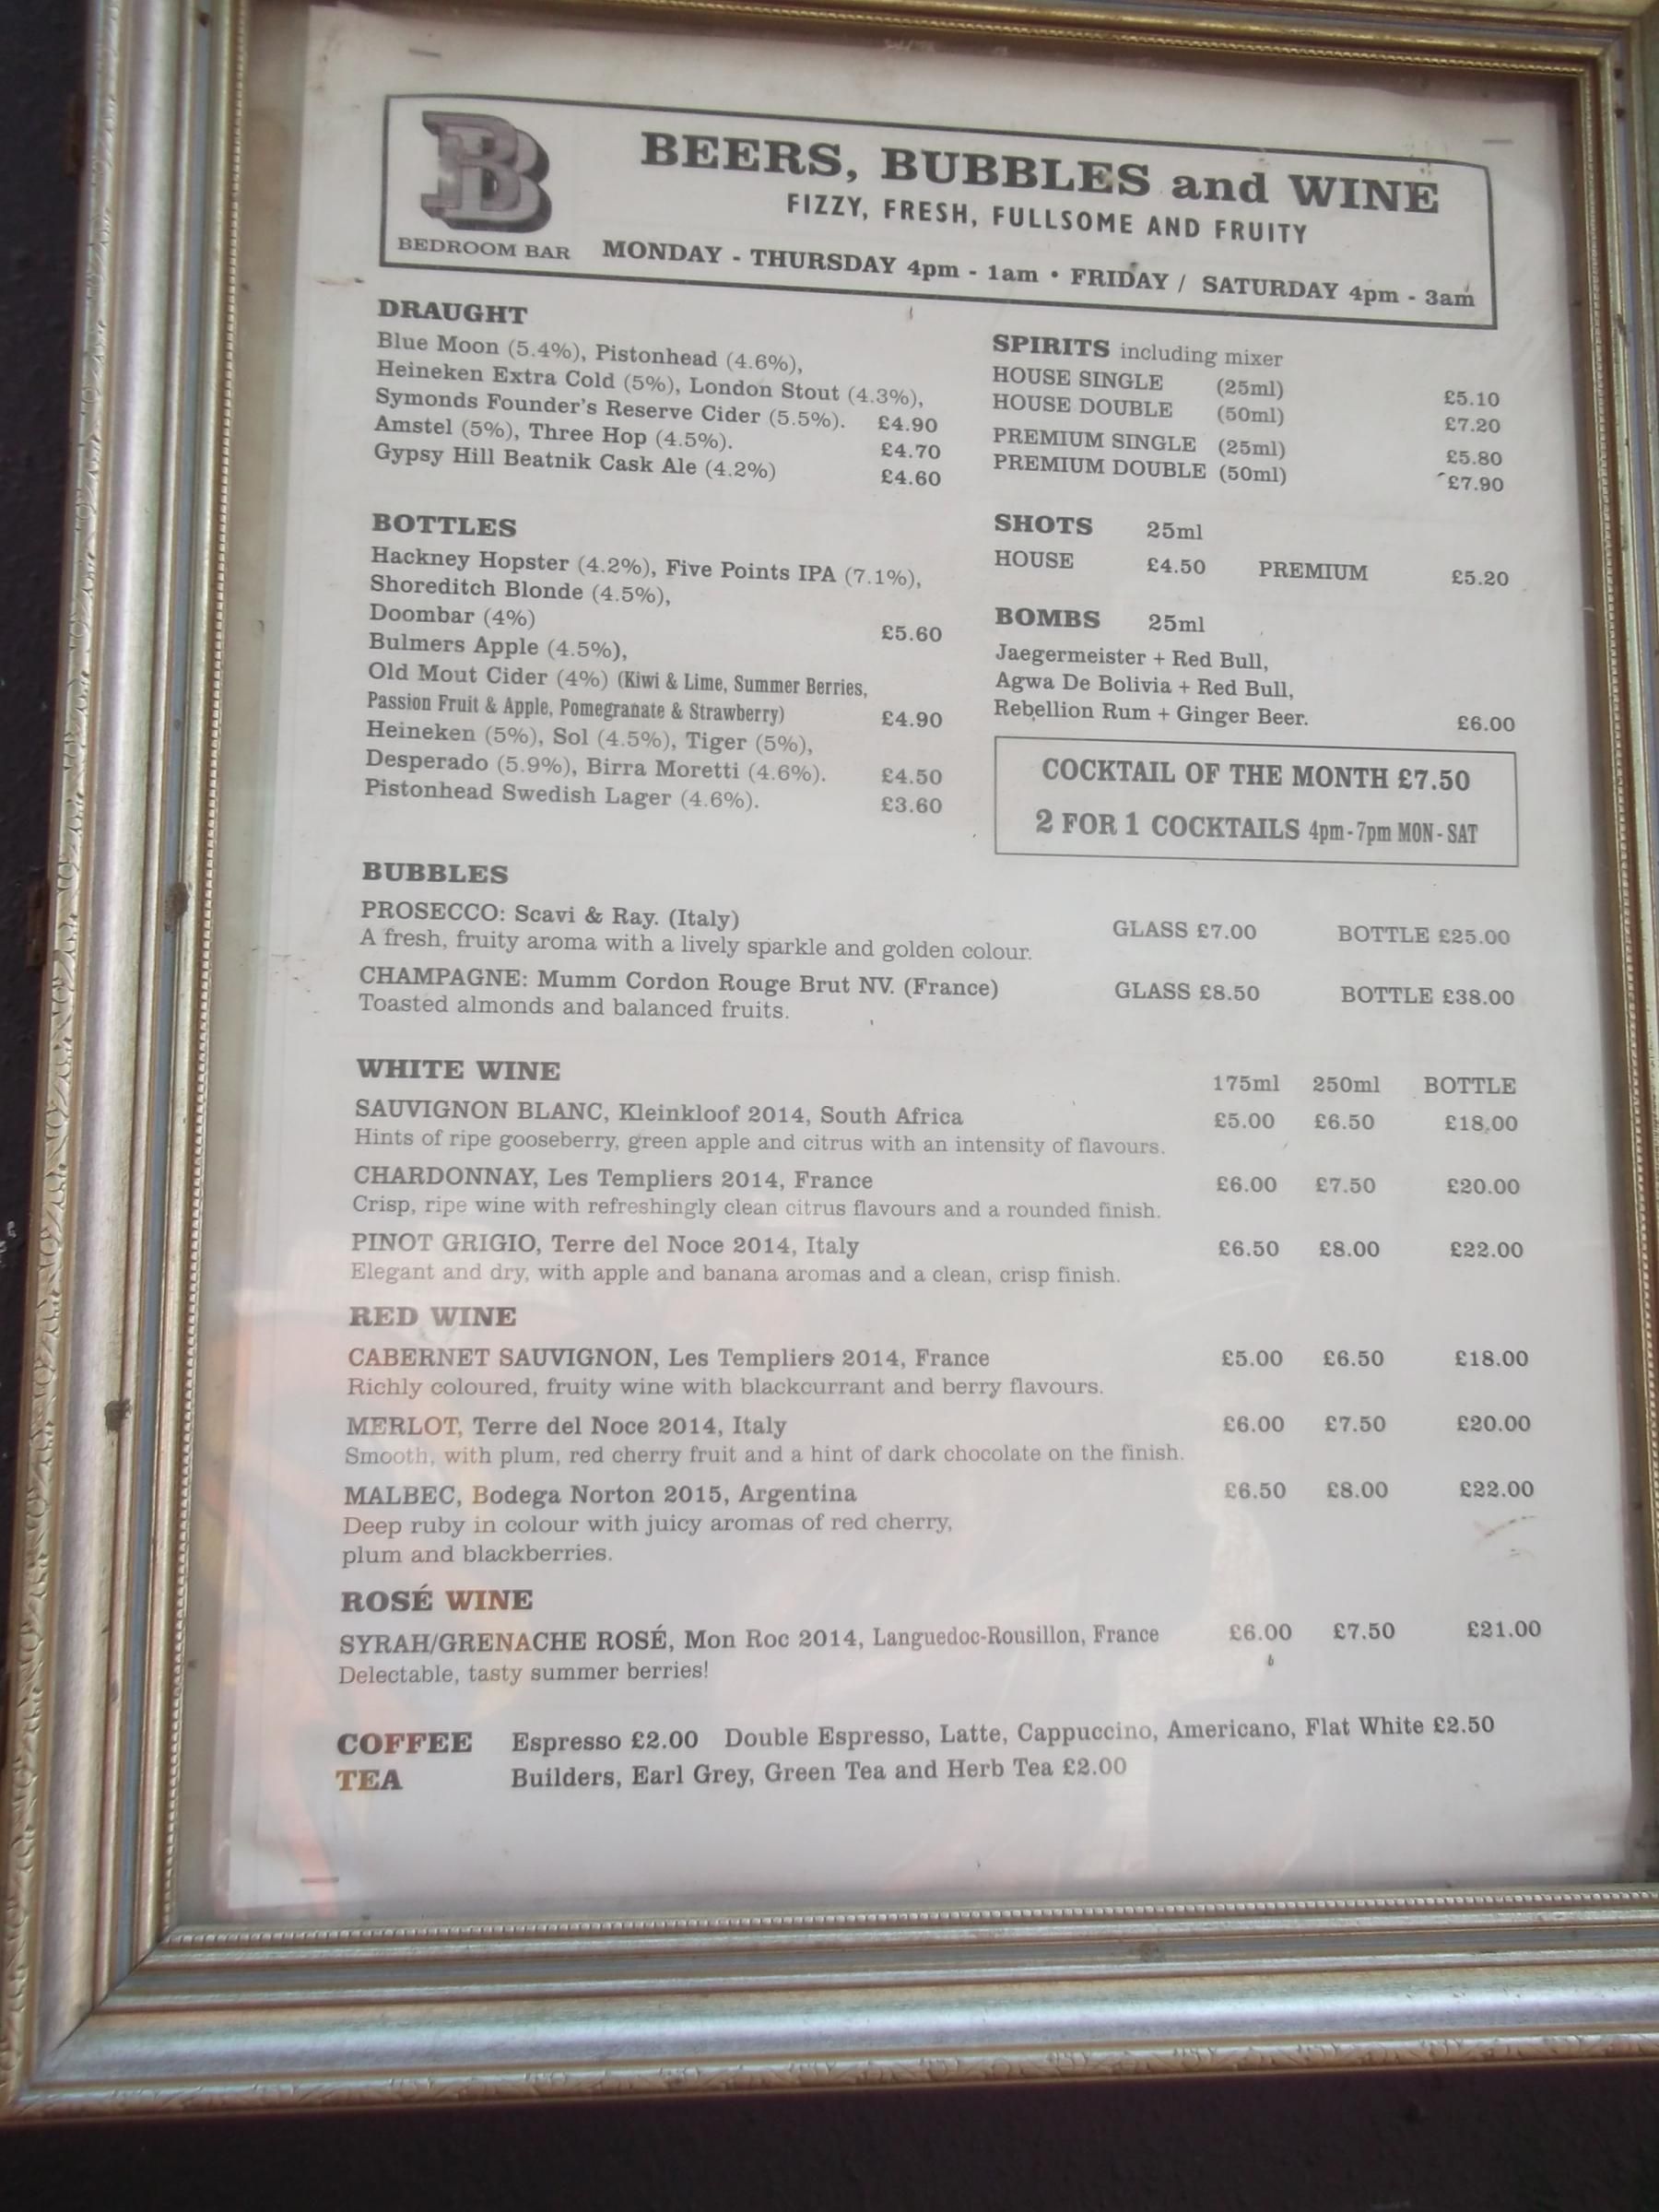 B
BEDROOM BAR
BEERS, BUBBLES and WINE
FIZZY, FRESH, FULLSOME AND FRUITY
MONDAY - THURSDAY 4pm - 1am • FRIDAY / SATURDAY 4pm - 3am
DRAUGHT
Blue Moon (5.4%), Pistonhead (4.6%),
Heineken Extra Cold (5%), London Stout (4.3%),
Symonds Founder's Reserve Cider (5.5%). £4.90
Amstel (5%), Three Hop (4.5%). £4.70
Gypsy Hill Beatnik Cask Ale (4.2%) £4.60
BOTTLES
Hackney Hopster (4.2%), Five Points IPA (7.1%),
Shoreditch Blonde (4.5%),
Doombar (4%) £5.60
Bulmers Apple (4.5%),
Old Mout Cider (4%) (Kiwi & Lime, Summer Berries,
Passion Fruit & Apple, Pomegranate & Strawberry) £4.90
Heineken (5%), Sol (4.5%), Tiger (5%),
Desperado (5.9%), Birra Moretti (4.6%). £4.50
Pistonhead Swedish Lager (4.6%). £3.60
SPIRITS including mixer
HOUSE SINGLE (25ml) £5.10
HOUSE DOUBLE (50ml) £7.20
PREMIUM SINGLE (25ml) £5.80
PREMIUM DOUBLE (50ml) £7.90
SHOTS 25ml
HOUSE £4.50 PREMIUM £5.20
BOMBS 25ml
Jaegermeister + Red Bull,
Agwa De Bolivia + Red Bull,
Rebellion Rum + Ginger Beer. £6.00
COCKTAIL OF THE MONTH £7.50
2 FOR 1 COCKTAILS 4pm - 7pm MON - SAT
BUBBLES
PROSECCO: Scavi & Ray. (Italy) GLASS £7.00 BOTTLE £25.00
A fresh, fruity aroma with a lively sparkle and golden colour.
CHAMPAGNE: Mumm Cordon Rouge Brut NV. (France) GLASS £8.50 BOTTLE £38.00
Toasted almonds and balanced fruits.
WHITE WINE 175ml 250ml BOTTLE
SAUVIGNON BLANC, Kleinkloof 2014, South Africa £5.00 £6.50 £18.00
Hints of ripe gooseberry, green apple and citrus with an intensity of flavours.
CHARDONNAY, Les Templiers 2014, France £6.00 £7.50 £20.00
Crisp, ripe wine with refreshingly clean citrus flavours and a rounded finish.
PINOT GRIGIO, Terre del Noce 2014, Italy £6.50 £8.00 £22.00
Elegant and dry, with apple and banana aromas and a clean, crisp finish.
RED WINE
CABERNET SAUVIGNON, Les Templiers 2014, France £5.00 £6.50 £18.00
Richly coloured, fruity wine with blackcurrant and berry flavours.
MERLOT, Terre del Noce 2014, Italy £6.00 £7.50 £20.00
Smooth, with plum, red cherry fruit and a hint of dark chocolate on the finish.
MALBEC, Bodega Norton 2015, Argentina £6.50 £8.00 £22.00
Deep ruby in colour with juicy aromas of red cherry,
plum and blackberries.
ROSÉ WINE
SYRAH/GRENACHE ROSÉ, Mon Roc 2014, Languedoc-Rousillon, France £6.00 £7.50 £21.00
Delectable, tasty summer berries!
COFFEE Espresso £2.00 Double Espresso, Latte, Cappuccino, Americano, Flat White £2.50
TEA Builders, Earl Grey, Green Tea and Herb Tea £2.00